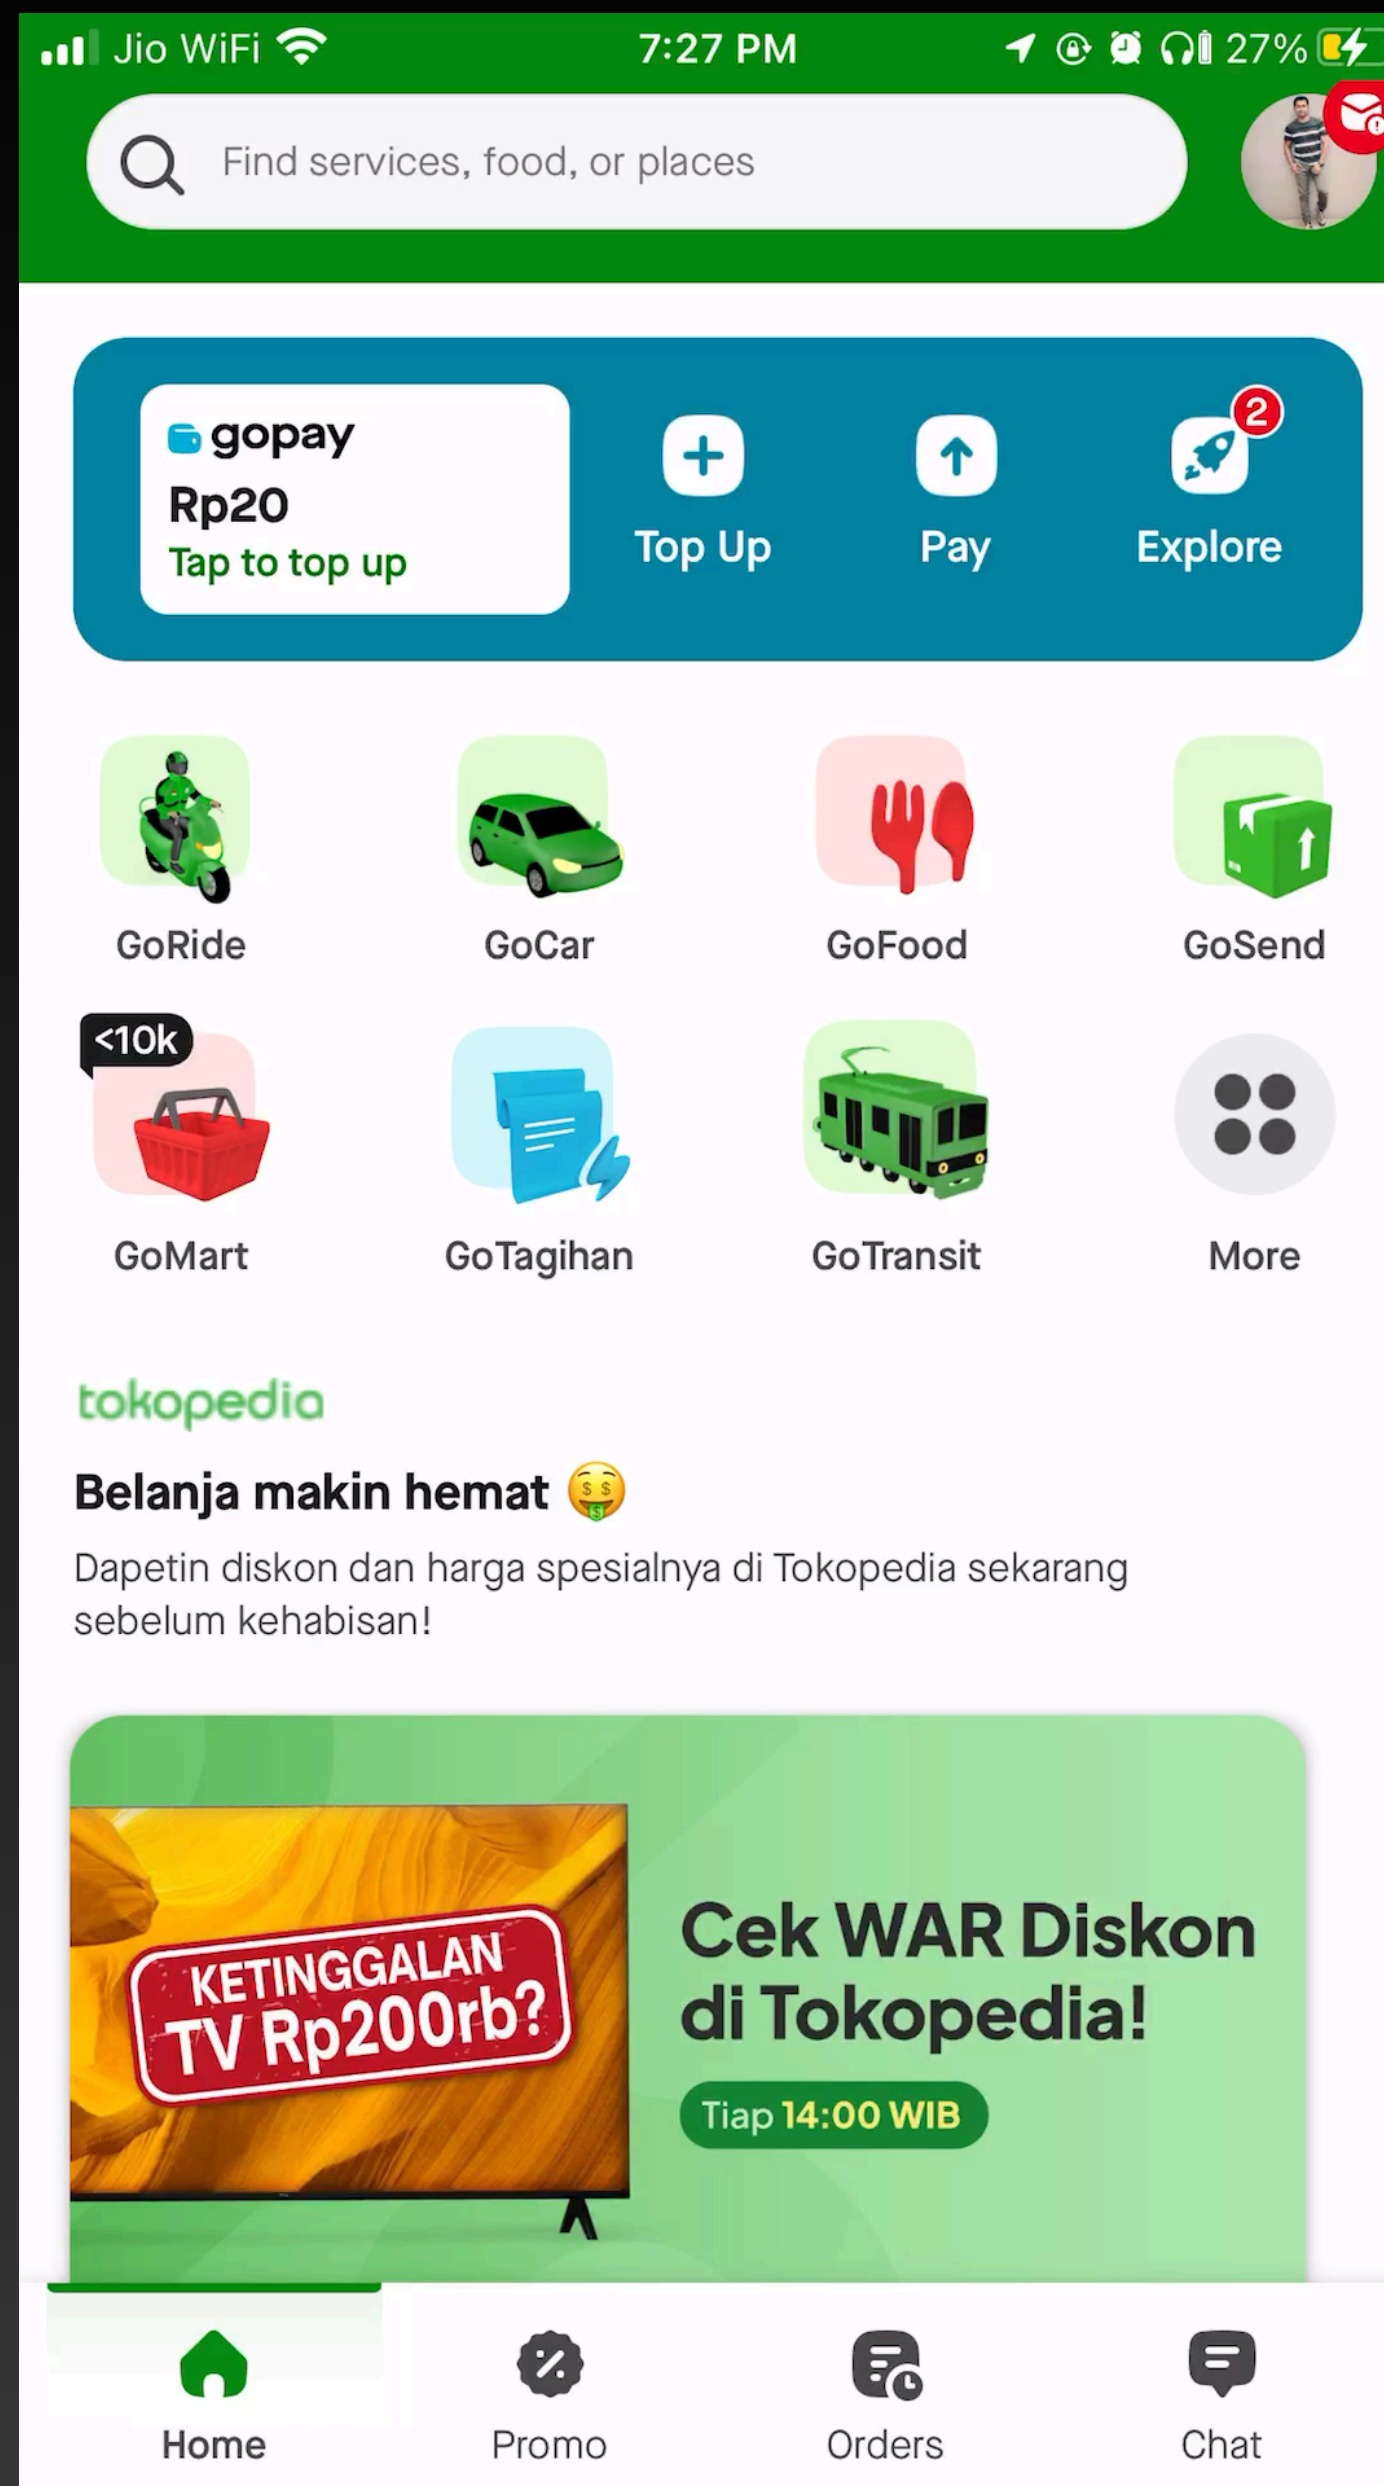 Jio WiFi 7:27 PM 27%
Find services, food, or places
gopay
Rp20
Tap to top up
Top Up
Pay
2
Explore
GoRide GoCar GoFood GoSend
<10k
GoMart GoTagihan GoTransit More
tokopedia
Belanja makin hemat
Dapetin diskon dan harga spesialnya di Tokopedia sekarang
sebelum kehabisan!
KETINGGALAN
TV Rp200rb?
Cek WAR Diskon
di Tokopedia!
Tiap 14:00 WIB
Home Promo Orders Chat